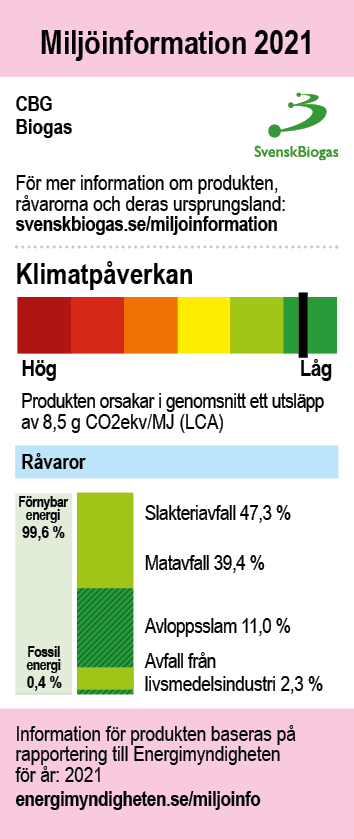 Miljöinformation 2021
CBG
Biogas
SvenskBiogas
För mer information om produkten,
råvarorna och deras ursprungsland:
svenskbiogas.se/miljoinformation
Klimatpåverkan
Hög
Låg
Produkten orsakar i genomsnitt ett utsläpp
av 8,5 g CO2ekv/MJ (LCA)
Råvaror
Förnybar
energi
99,6 %
Slakteriavfall 47,3 %
Matavfall 39,4 %
Avloppsslam 11,0 %
Fossil
energi
0,4 %
Avfall från
livsmedelsindustri 2,3 %
Information för produkten baseras på
rapportering till Energimyndigheten
för år: 2021
energimyndigheten.se/miljoinfo